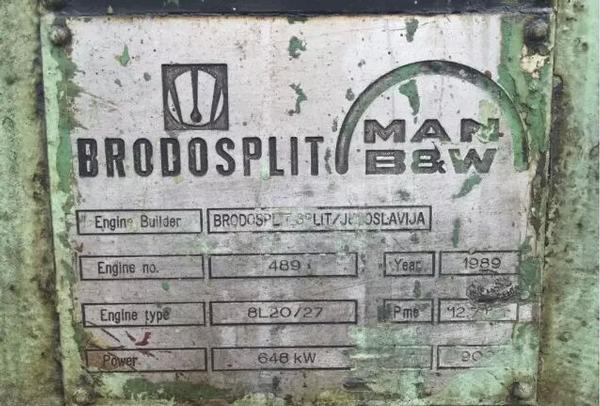 BRODOSPLIT MAN
B&W
Engine Builder BRODOSPLIT SPLIT/JUGOSLAVIJA
Engine no. 489 Year 1989
Engine type 8L20/27 Pme
Power 648 kW